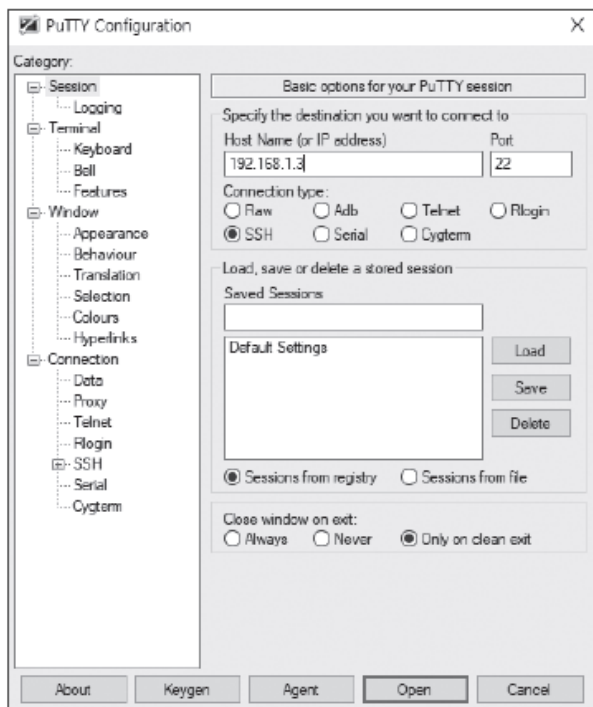 PuTTY Configuration
Category:
Session
Logging
Terminal
Keyboard
Bell
Features
Window
Appearance
Behaviour
Translation
Selection
Colours
Hyperlinks
Connection
Data
Proxy
Telnet
Rlogin
SSH
Serial
Cygterm
Basic options for your PuTTY session
Specify the destination you want to connect to
Host Name (or IP address) Port
192.168.1.3 22
Connection type:
Raw Adb Telnet Rlogin
SSH Serial Cygterm
Load, save or delete a stored session
Saved Sessions
Default Settings
Load
Save
Delete
Sessions from registry Sessions from file
Close window on exit:
Always Never Only on clean exit
About Keygen Agent Open Cancel